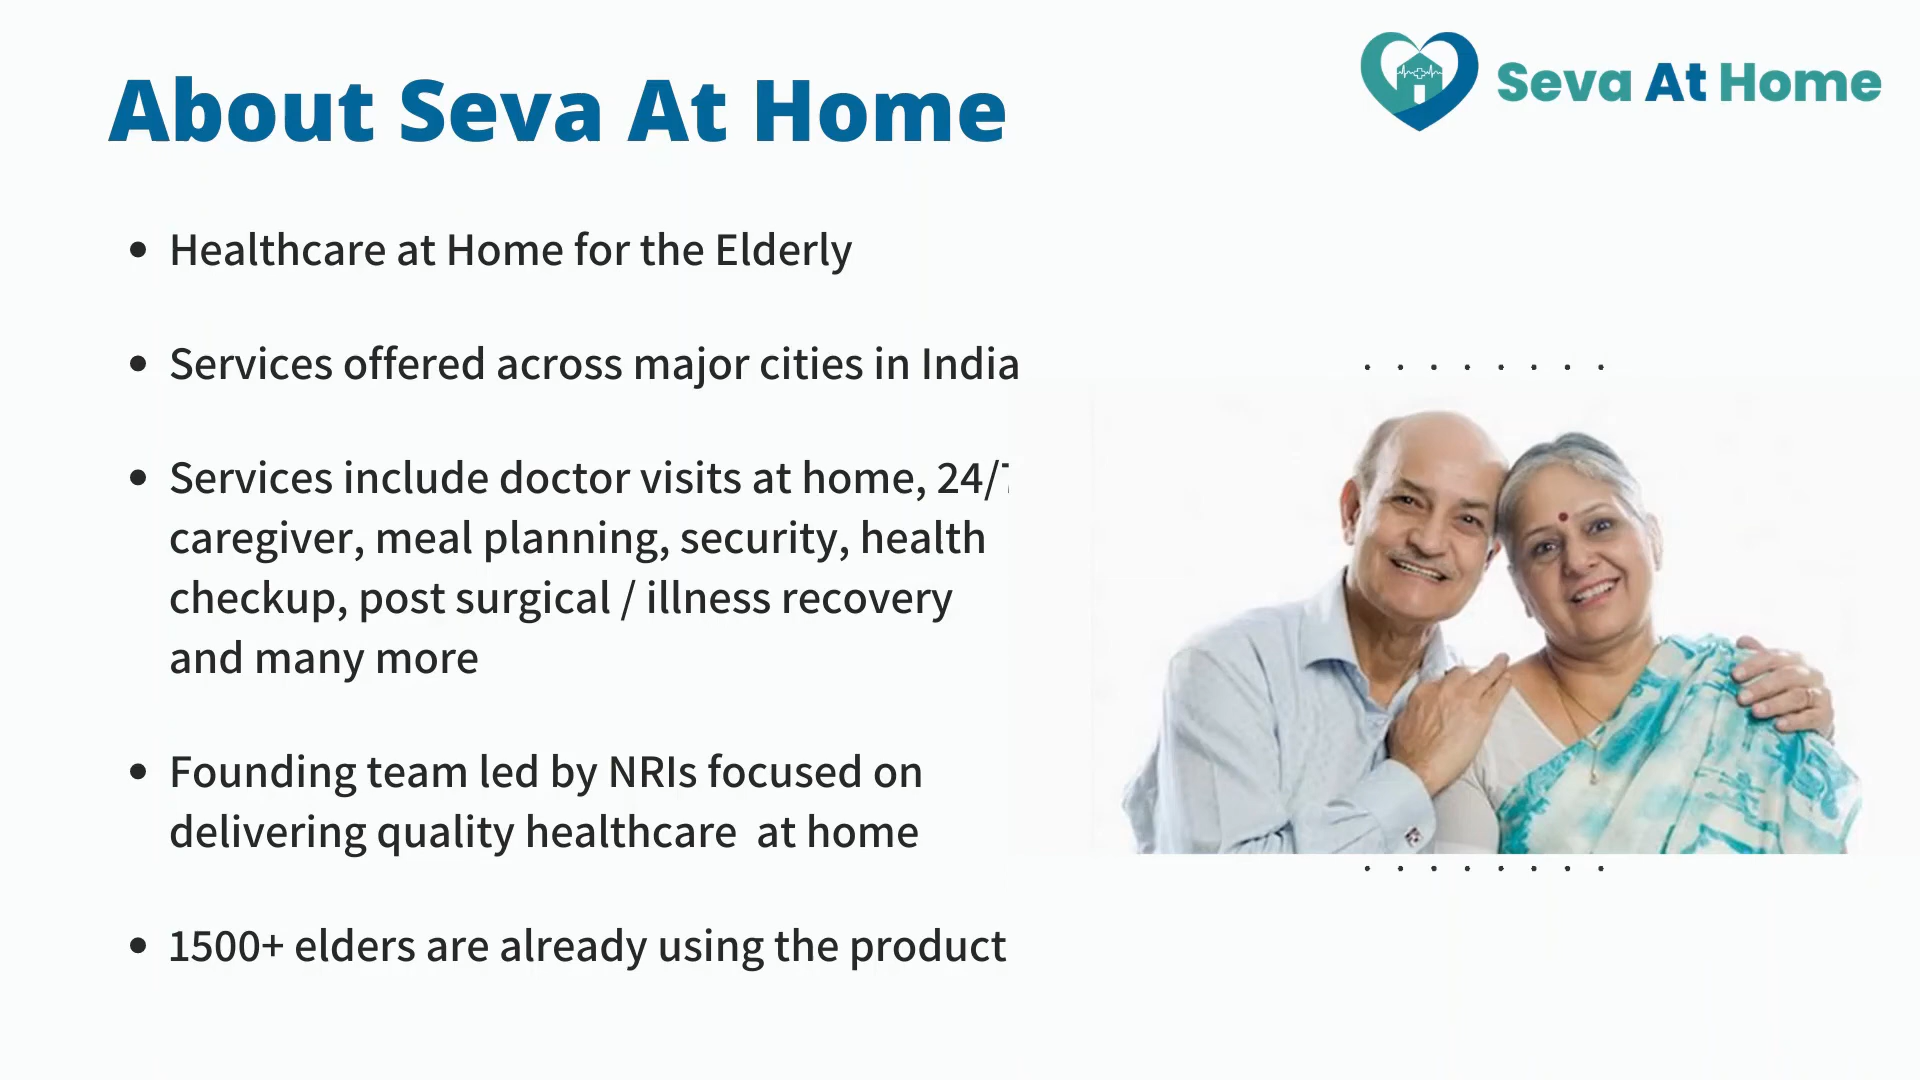 About Seva At Home
Seva At Home
• Healthcare at Home for the Elderly
• Services offered across major cities in India
• Services include doctor visits at home,
caregiver, meal planning, security, health
checkup, post surgical / illness recovery
and many more
• Founding team led by NRIs focused on
delivering quality healthcare at home
• 1500+ elders are already using the product